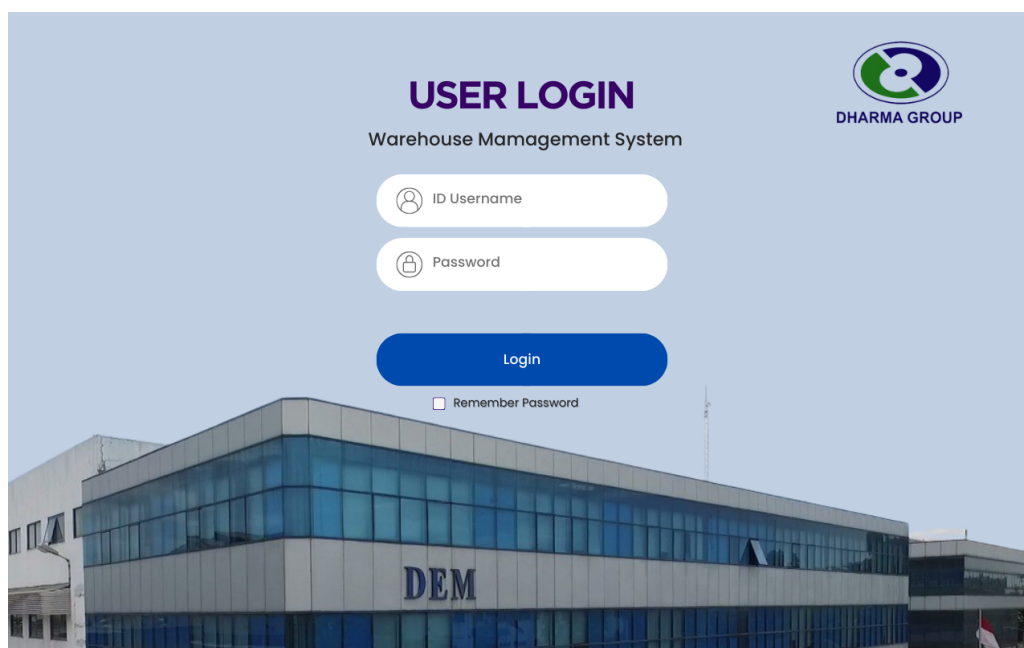 USER LOGIN
DHARMA GROUP
Warehouse Mamagement System
ID Username
Password
Login
Remember Password
DEM